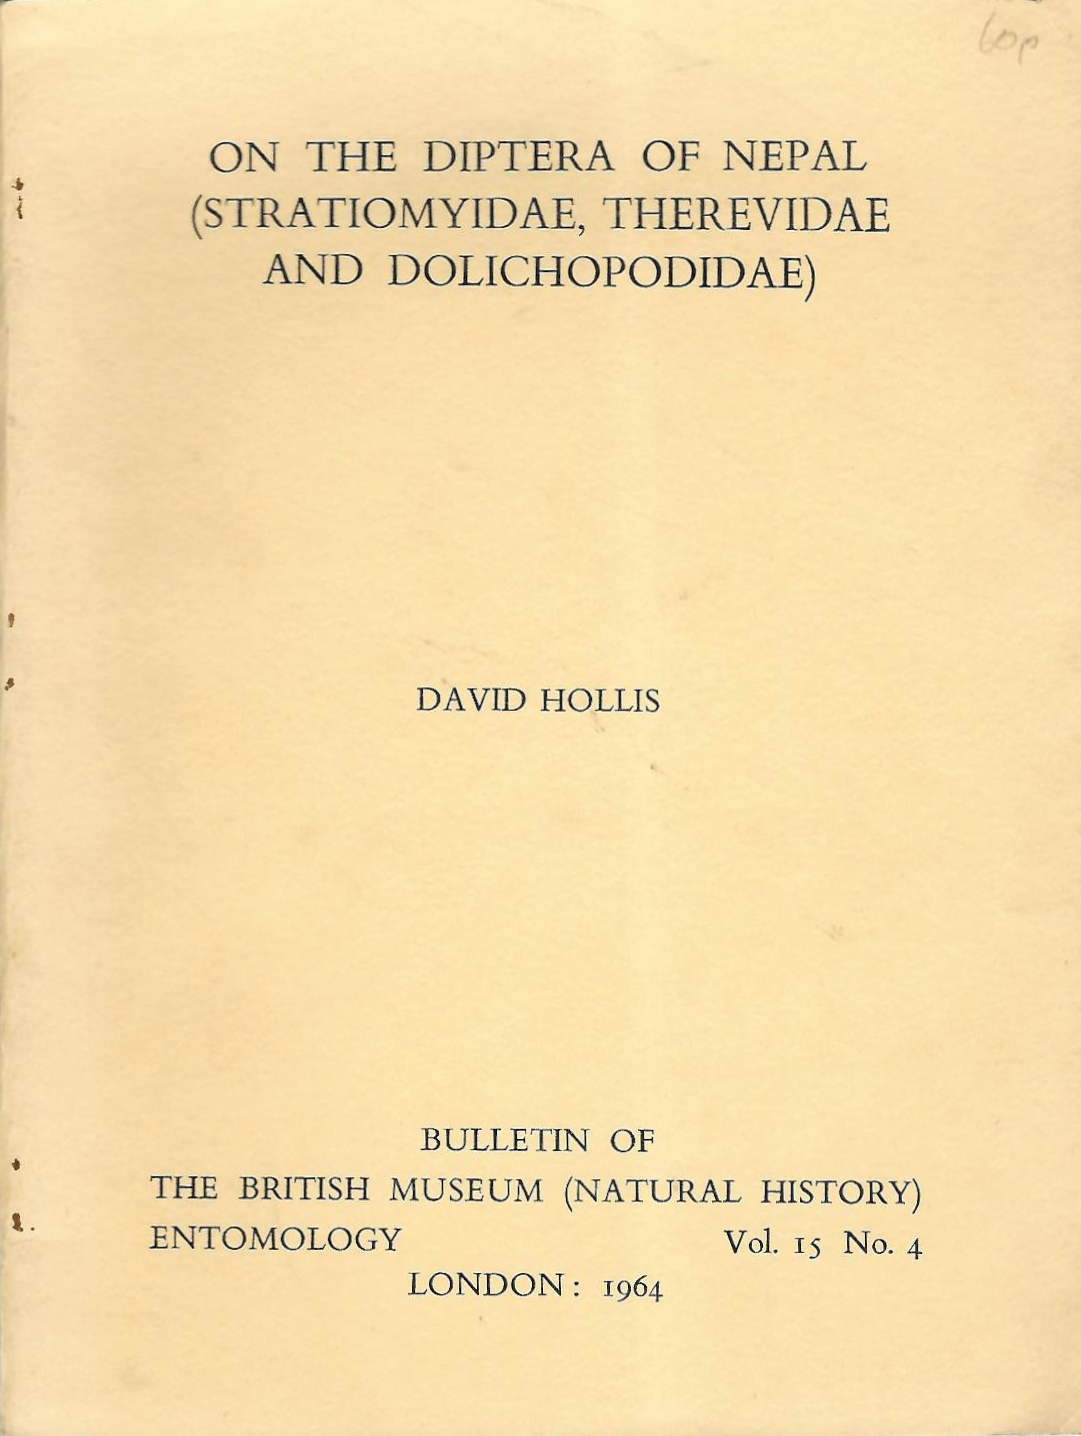 60p
ON THE DIPTERA OF NEPAL
(STRATIOMYIDAE, THEREVIDAE
AND DOLICHOPODIDAE)
DAVID HOLLIS
BULLETIN OF
THE BRITISH MUSEUM (NATURAL HISTORY)
ENTOMOLOGY Vol. 15 No. 4
LONDON: 1964